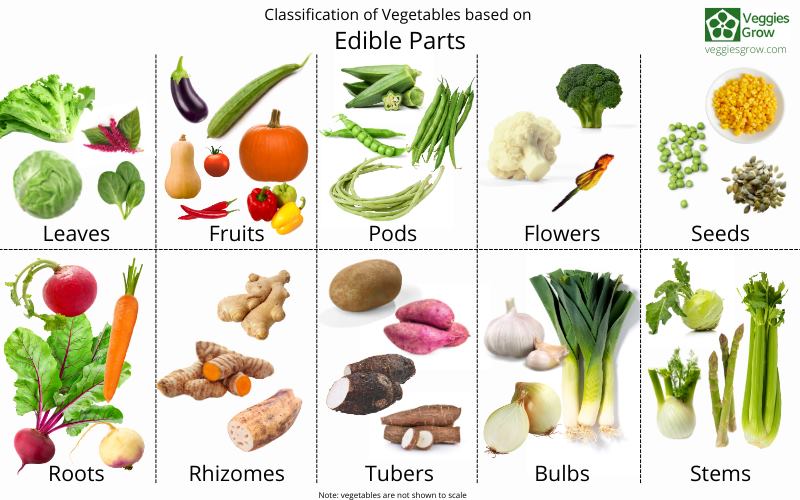 Classification of Vegetables based on
Edible Parts
Veggies
Grow
veggiesgrow.com
Leaves
Fruits
Pods
Flowers
Seeds
Roots
Rhizomes
Tubers
Bulbs
Stems
Note: vegetables are not shown to scale